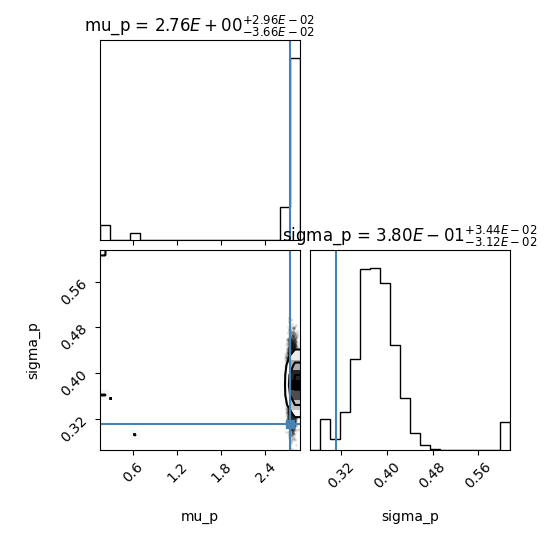 mu_p = 2.76E + 00 +2.96E − 02 −3.66E − 02
sigma_p = 3.80E − 01 +3.44E − 02 −3.12E − 02
0.56
0.48
0.40
0.32
sigma_p
0.6 1.2 1.8 2.4
0.32 0.40 0.48 0.56
mu_p
sigma_p